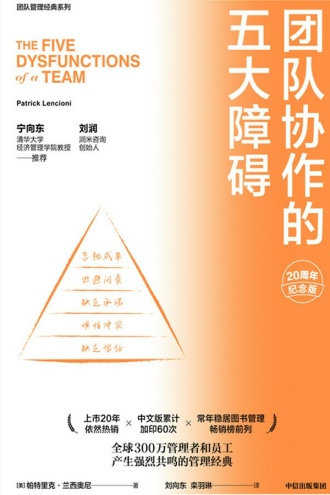 团队管理经典系列
THE FIVE
DYSFUNCTIONS
of a TEAM
Patrick Lencioni
宁向东
清华大学
经济管理学院教授
刘润
润米咨询
创始人
——推荐
团队协作的
五大障碍
20周年
纪念版
忽视成果
逃避问责
缺乏承诺
惧怕冲突
缺乏信任
上市20年
依然热销
×
中文版累计
加印60次
×
常年稳居图书管理
畅销榜前列
全球300万管理者和员工
产生强烈共鸣的管理经典
[美]帕特里克·兰西奥尼 —— 著
刘向东 栾羽琳 —— 译
中信出版集团